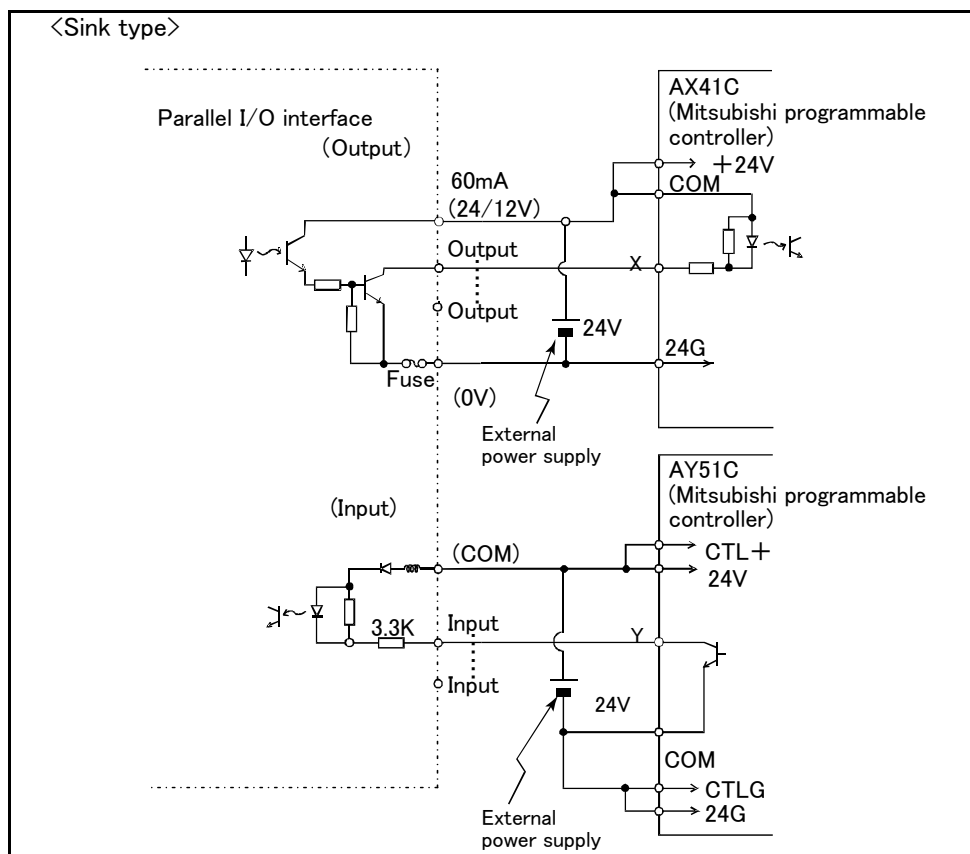 <Sink type>
Parallel I/O interface
(Output)
60mA
(24/12V)
Output
Output
Fuse
(0V)
24V
External
power supply
AX41C
(Mitsubishi programmable
controller)
+24V
COM
X
24G
(Input)
(COM)
3.3K
Input
Input
Y
24V
External
power supply
AY51C
(Mitsubishi programmable
controller)
CTL+
24V
COM
CTLG
24G